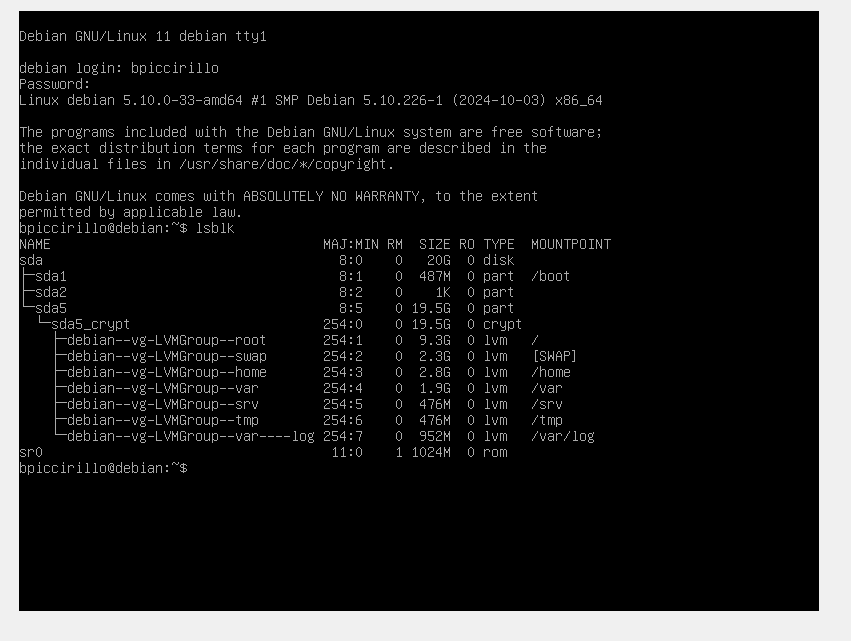 Debian GNU/Linux 11 debian tty1
debian login: bpiccirillo
Password:
Linux debian 5.10.0-33-amd64 #1 SMP Debian 5.10.226-1 (2024-10-03) x86_64
The programs included with the Debian GNU/Linux system are free software;
the exact distribution terms for each program are described in the
individual files in /usr/share/doc/*/copyright.
Debian GNU/Linux comes with ABSOLUTELY NO WARRANTY, to the extent
permitted by applicable law.
bpiccirillo@debian:~$ lsblk
NAME                                  MAJ:MIN RM  SIZE RO TYPE  MOUNTPOINT
sda                                     8:0    0   20G  0 disk
├─sda1                                  8:1    0  487M  0 part  /boot
├─sda2                                  8:2    0    1K  0 part
└─sda5                                  8:5    0 19.5G  0 part
  └─sda5_crypt                        254:0    0 19.5G  0 crypt
    ├─debian--vg-LVMGroup--root       254:1    0  9.3G  0 lvm   /
    ├─debian--vg-LVMGroup--swap       254:2    0  2.3G  0 lvm   [SWAP]
    ├─debian--vg-LVMGroup--home       254:3    0  2.8G  0 lvm   /home
    ├─debian--vg-LVMGroup--var        254:4    0  1.9G  0 lvm   /var
    ├─debian--vg-LVMGroup--srv        254:5    0  476M  0 lvm   /srv
    ├─debian--vg-LVMGroup--tmp        254:6    0  476M  0 lvm   /tmp
    └─debian--vg-LVMGroup--var----log 254:7    0  952M  0 lvm   /var/log
sr0                                    11:0    1 1024M  0 rom
bpiccirillo@debian:~$